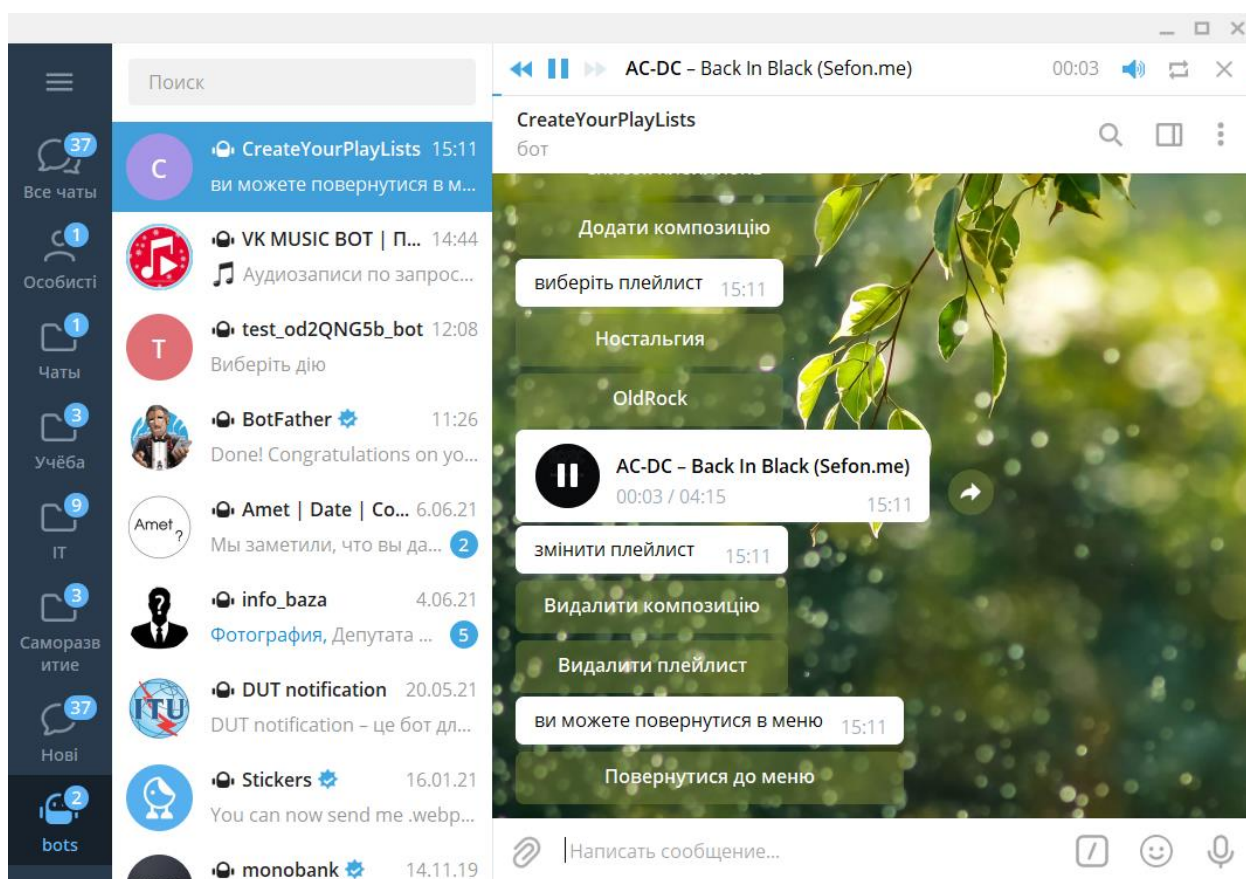 AC-DC – Back In Black (Sefon.me)
00:03
Поиск
37
Все чаты
1
Особисті
1
Чаты
3
Учёба
9
IT
3
Саморазв
итие
37
Нові
2
bots
C
CreateYourPlayLists 15:11
ви можете повернутися в м...
VK MUSIC BOT | П... 14:44
Аудиозаписи по запрос...
T
test_od2QNG5b_bot 12:08
Виберіть дію
BotFather 11:26
Done! Congratulations on yo...
Amet ?
Amet | Date | Co... 6.06.21
Мы заметили, что вы да... 2
?
info_baza 4.06.21
Фотография, Депутата ... 5
ITU
DUT notification 20.05.21
DUT notification – це бот дл...
Stickers 16.01.21
You can now send me .webp...
monobank 14.11.19
CreateYourPlayLists
бот
Додати композицію
виберіть плейлист 15:11
Ностальгия
OldRock
AC-DC – Back In Black (Sefon.me)
00:03 / 04:15
15:11
змінити плейлист 15:11
Видалити композицію
Видалити плейлист
ви можете повернутися в меню 15:11
Повернутися до меню
Написать сообщение...